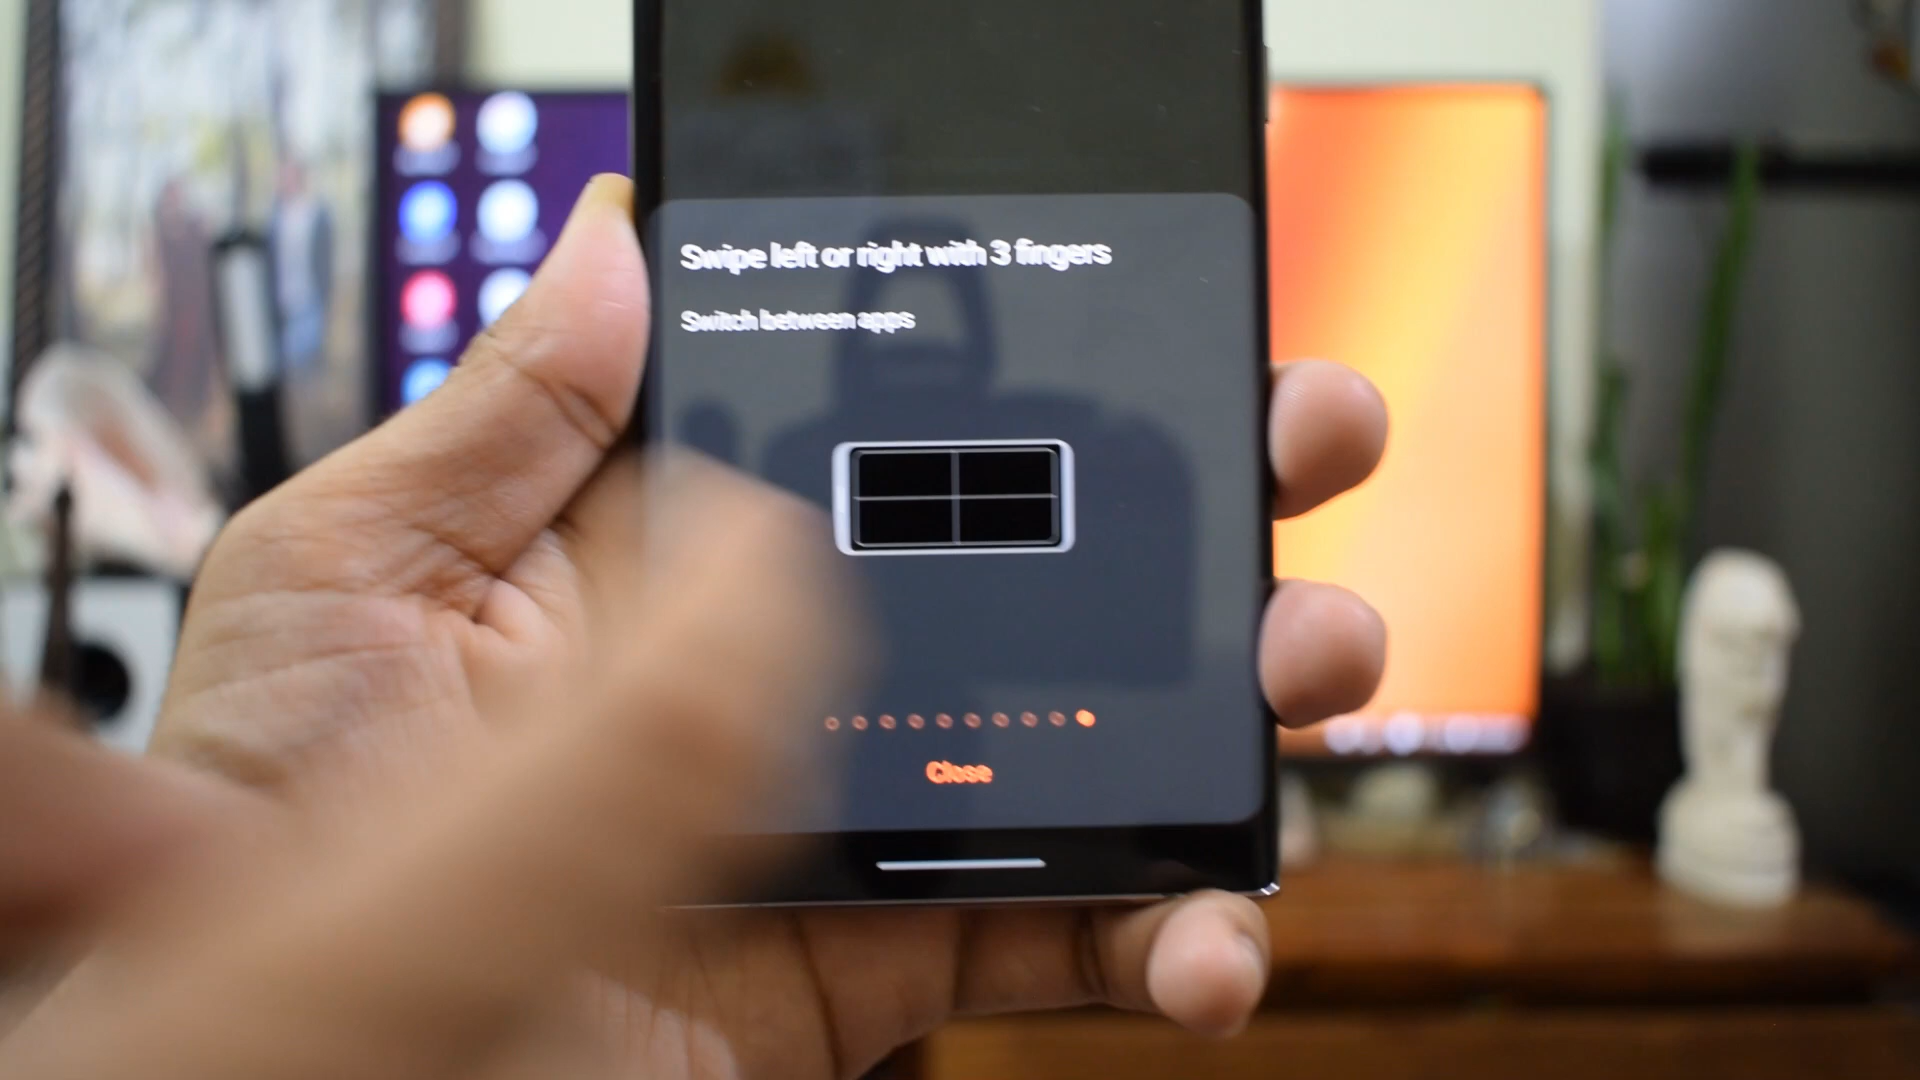 Swipe left or right with 3 fingers
Switch between apps
Close